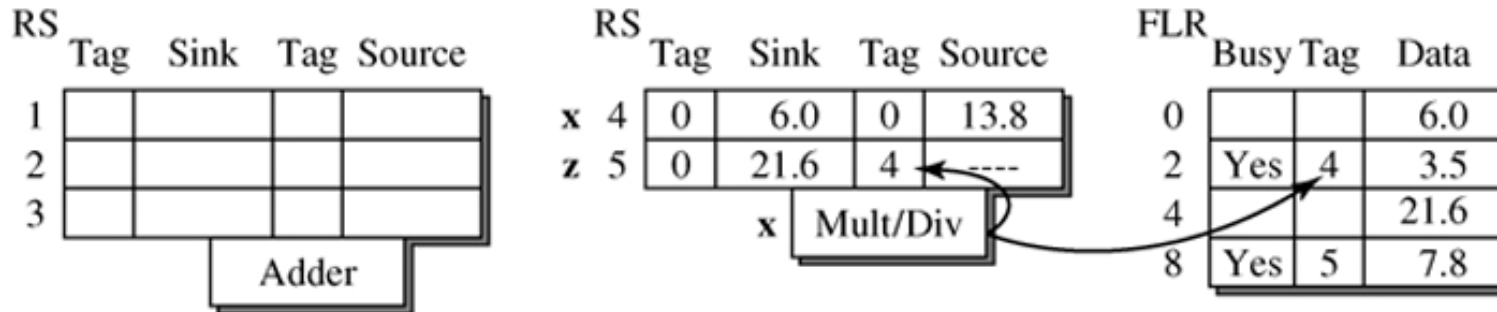 RS Tag Sink Tag Source
1
2
3
Adder
RS Tag Sink Tag Source
x 4 0 6.0 0 13.8
z 5 0 21.6 4 ----
x Mult/Div
FLR Busy Tag Data
0 6.0
2 Yes 4 3.5
4 21.6
8 Yes 5 7.8